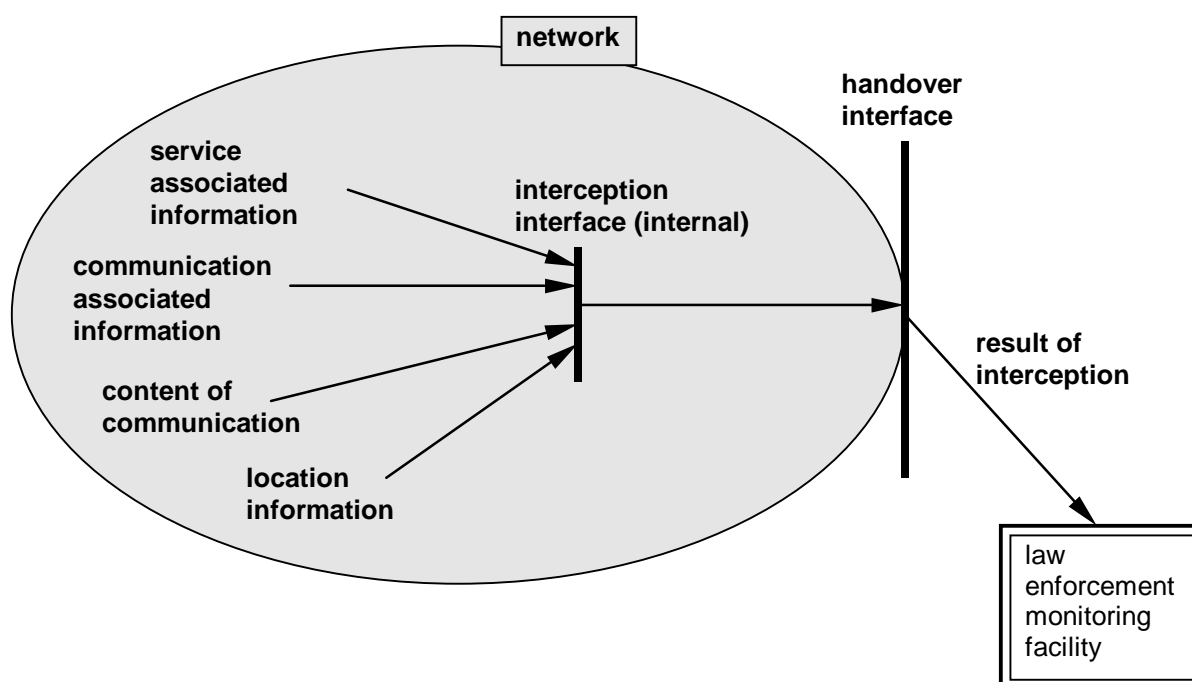 network
handover
interface
service
associated
information
interception
interface (internal)
communication
associated
information
content of
communication
location
information
result of
interception
law
enforcement
monitoring
facility